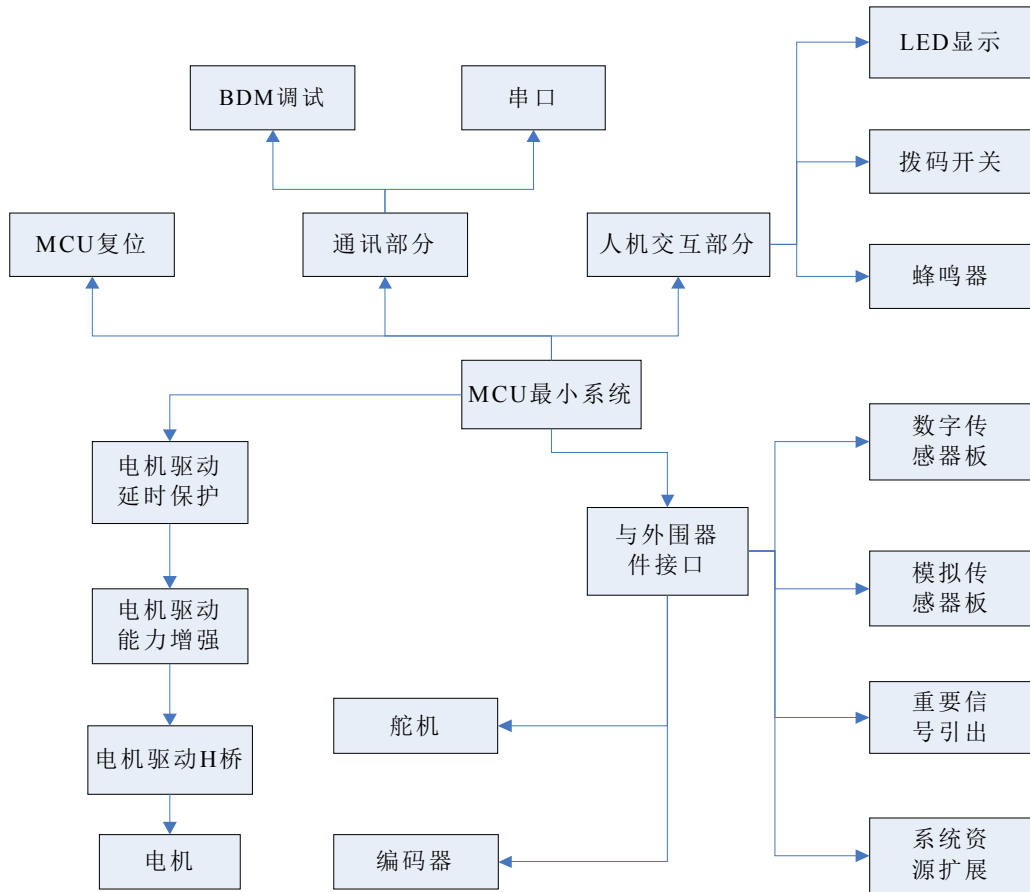 LED显示
BDM调试
串口
拨码开关
MCU复位
通讯部分
人机交互部分
蜂鸣器
MCU最小系统
数字传
感器板
电机驱动
延时保护
与外围器
件接口
模拟传
感器板
电机驱动
能力增强
重要信
号引出
舵机
电机驱动H桥
系统资
源扩展
电机
编码器